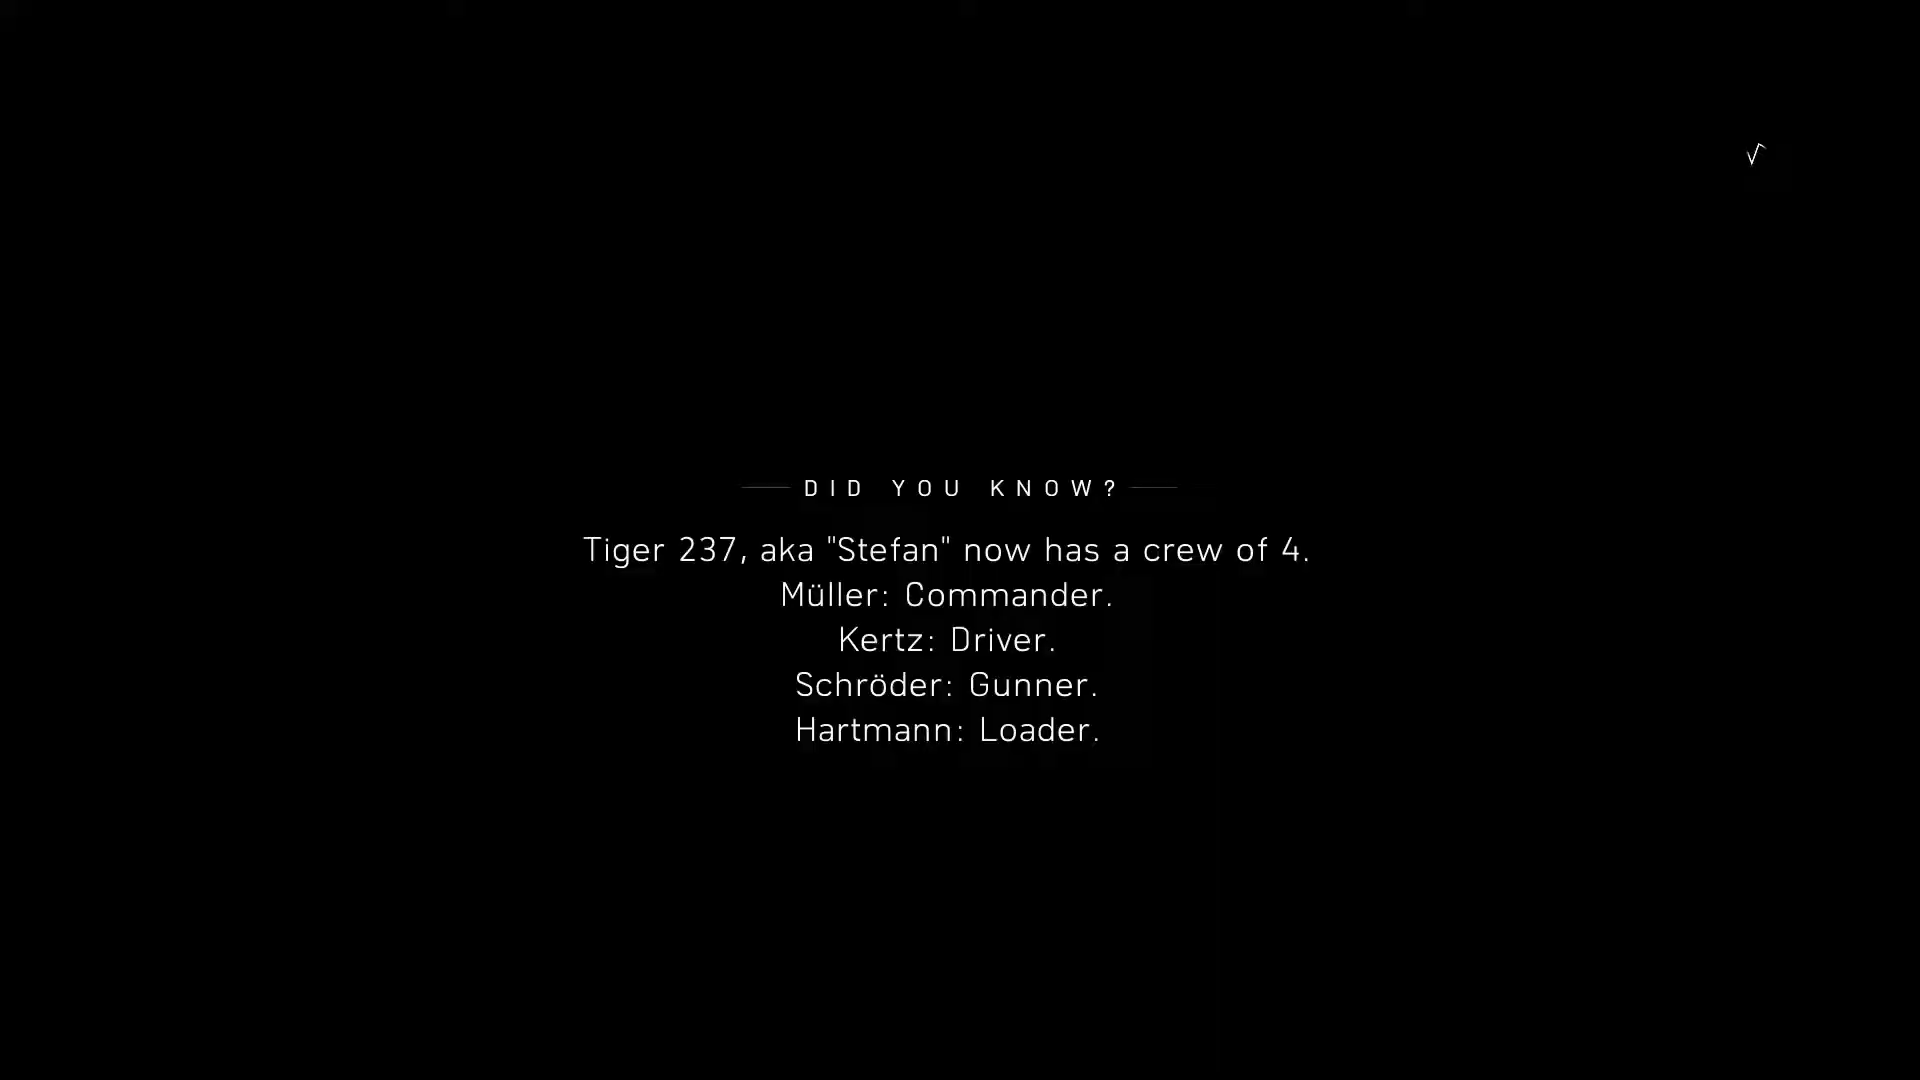 DID YOU KNOW?
Tiger 237, aka "Stefan" now has a crew of 4.
Müller: Commander.
Kertz: Driver.
Schröder: Gunner.
Hartmann: Loader.